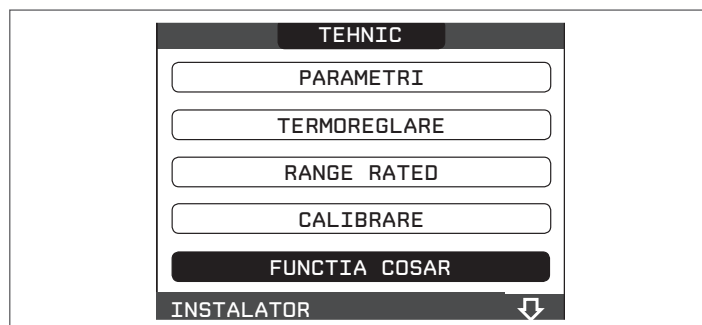 TEHNIC
PARAMETRI
TERMOREGLARE
RANGE RATED
CALIBRARE
FUNCTIA COSAR
INSTALATOR